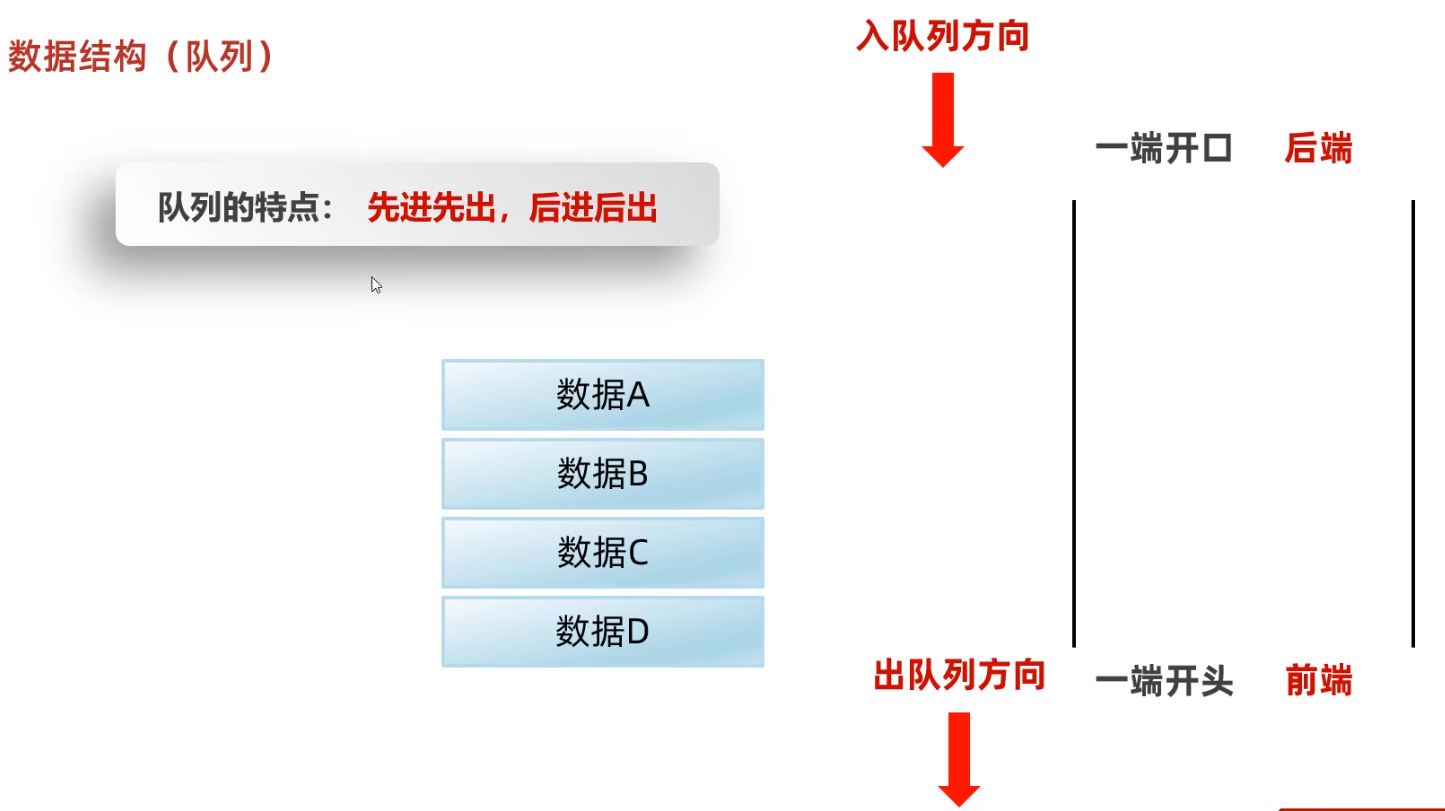 数据结构（队列）
入队列方向
一端开口 后端
队列的特点： 先进先出，后进后出
数据A
数据B
数据C
数据D
出队列方向
一端开头 前端